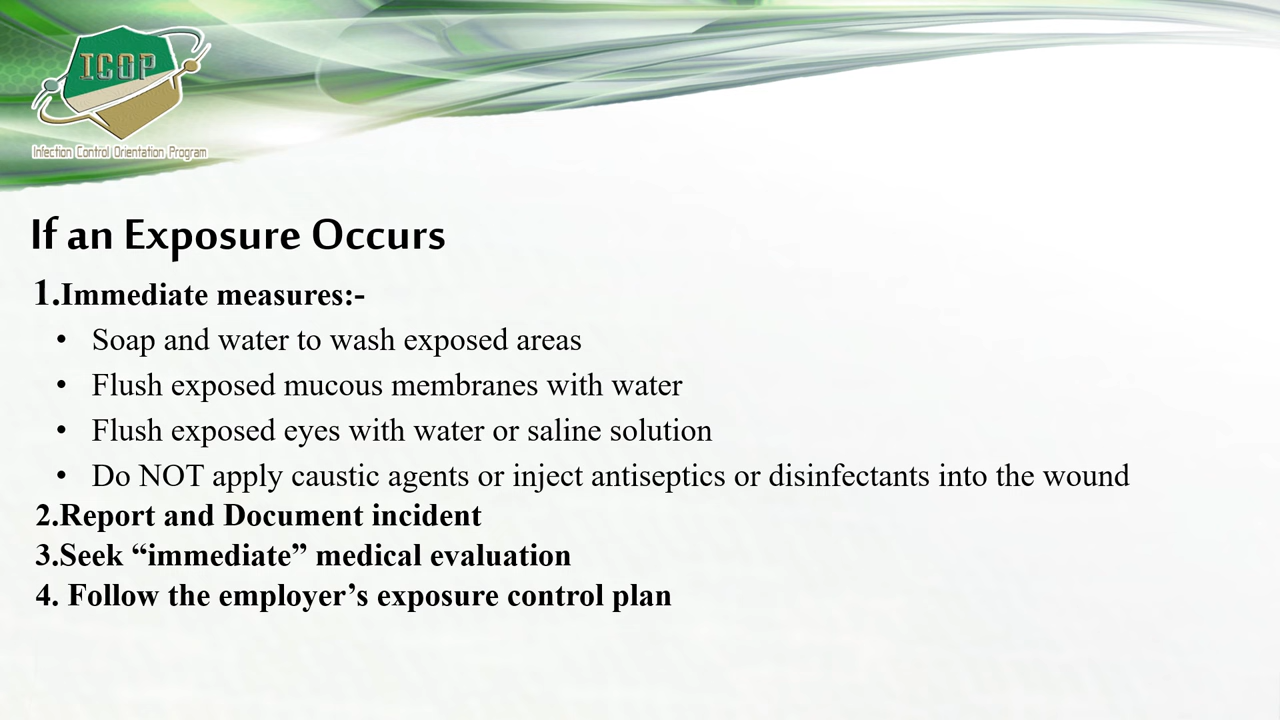 ICOP
Infection Control Orientation Program
If an Exposure Occurs
1.Immediate measures:-
• Soap and water to wash exposed areas
• Flush exposed mucous membranes with water
• Flush exposed eyes with water or saline solution
• Do NOT apply caustic agents or inject antiseptics or disinfectants into the wound
2.Report and Document incident
3.Seek “immediate” medical evaluation
4. Follow the employer’s exposure control plan